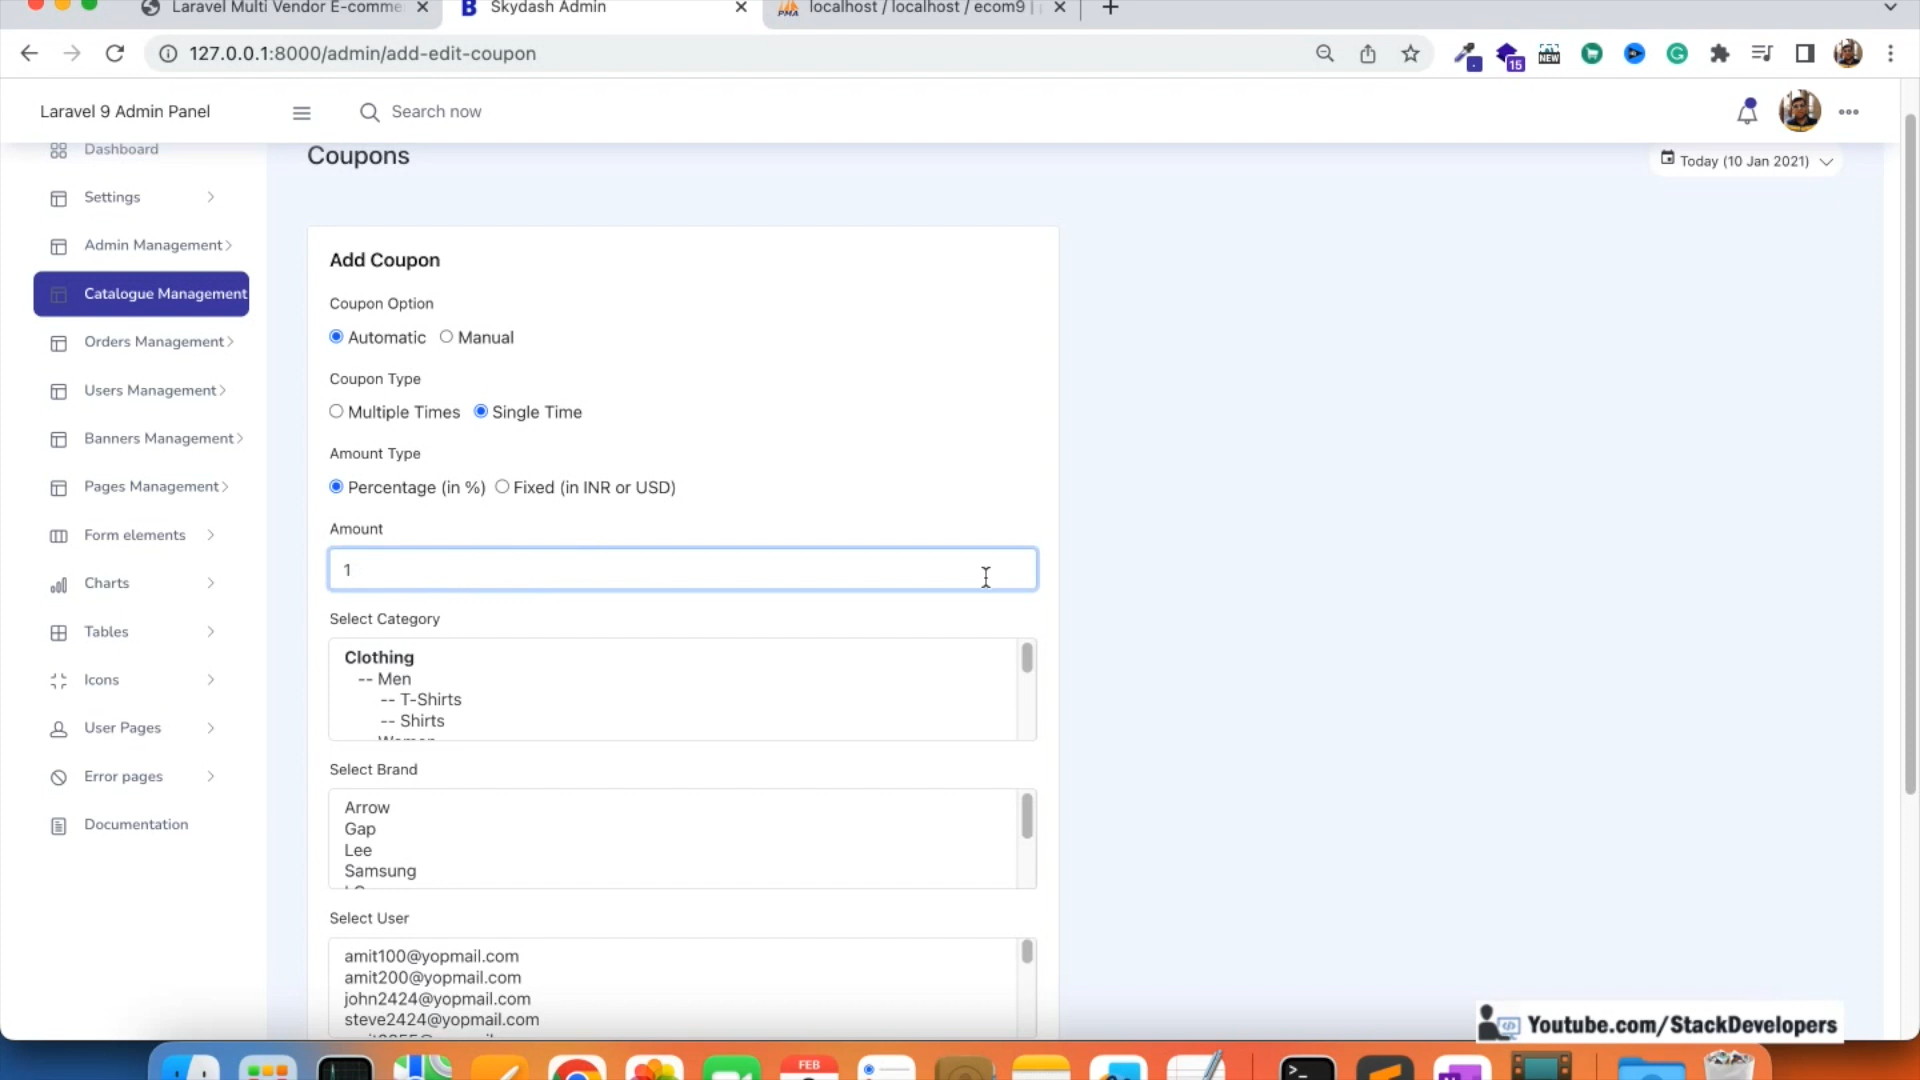 Laravel Multi Vendor E-comme
Skydash Admin
localhost / localhost / ecom9 |
127.0.0.1:8000/admin/add-edit-coupon
15
NEW
Laravel 9 Admin Panel
Search now
Dashboard
Settings
Admin Management
Catalogue Management
Orders Management
Users Management
Banners Management
Pages Management
Form elements
Charts
Tables
Icons
User Pages
Error pages
Documentation
Coupons
Today (10 Jan 2021)
Add Coupon
Coupon Option
Automatic Manual
Coupon Type
Multiple Times Single Time
Amount Type
Percentage (in %) Fixed (in INR or USD)
Amount
1
Select Category
Clothing
-- Men
-- T-Shirts
-- Shirts
Women
Select Brand
Arrow
Gap
Lee
Samsung
LG
Select User
amit100@yopmail.com
amit200@yopmail.com
john2424@yopmail.com
steve2424@yopmail.com
Youtube.com/StackDevelopers
FEB